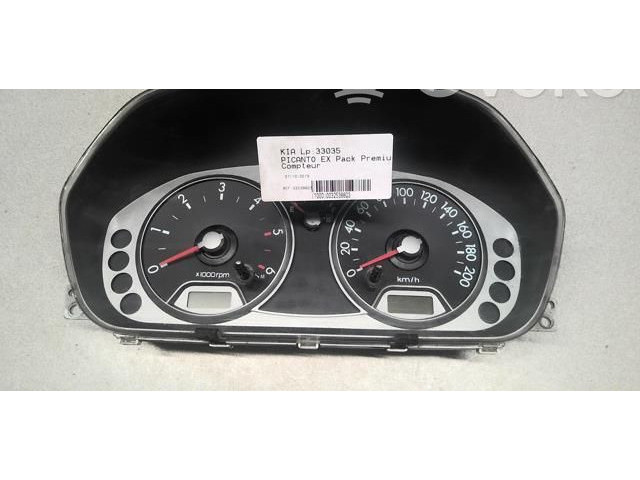 KIA Lp 33035
PICANTO EX Pack Premiu
Compteur
0 1 2 3 4 5 6
x1000rpm
0 20 40 80 100 120 140 160 180 200
km/h